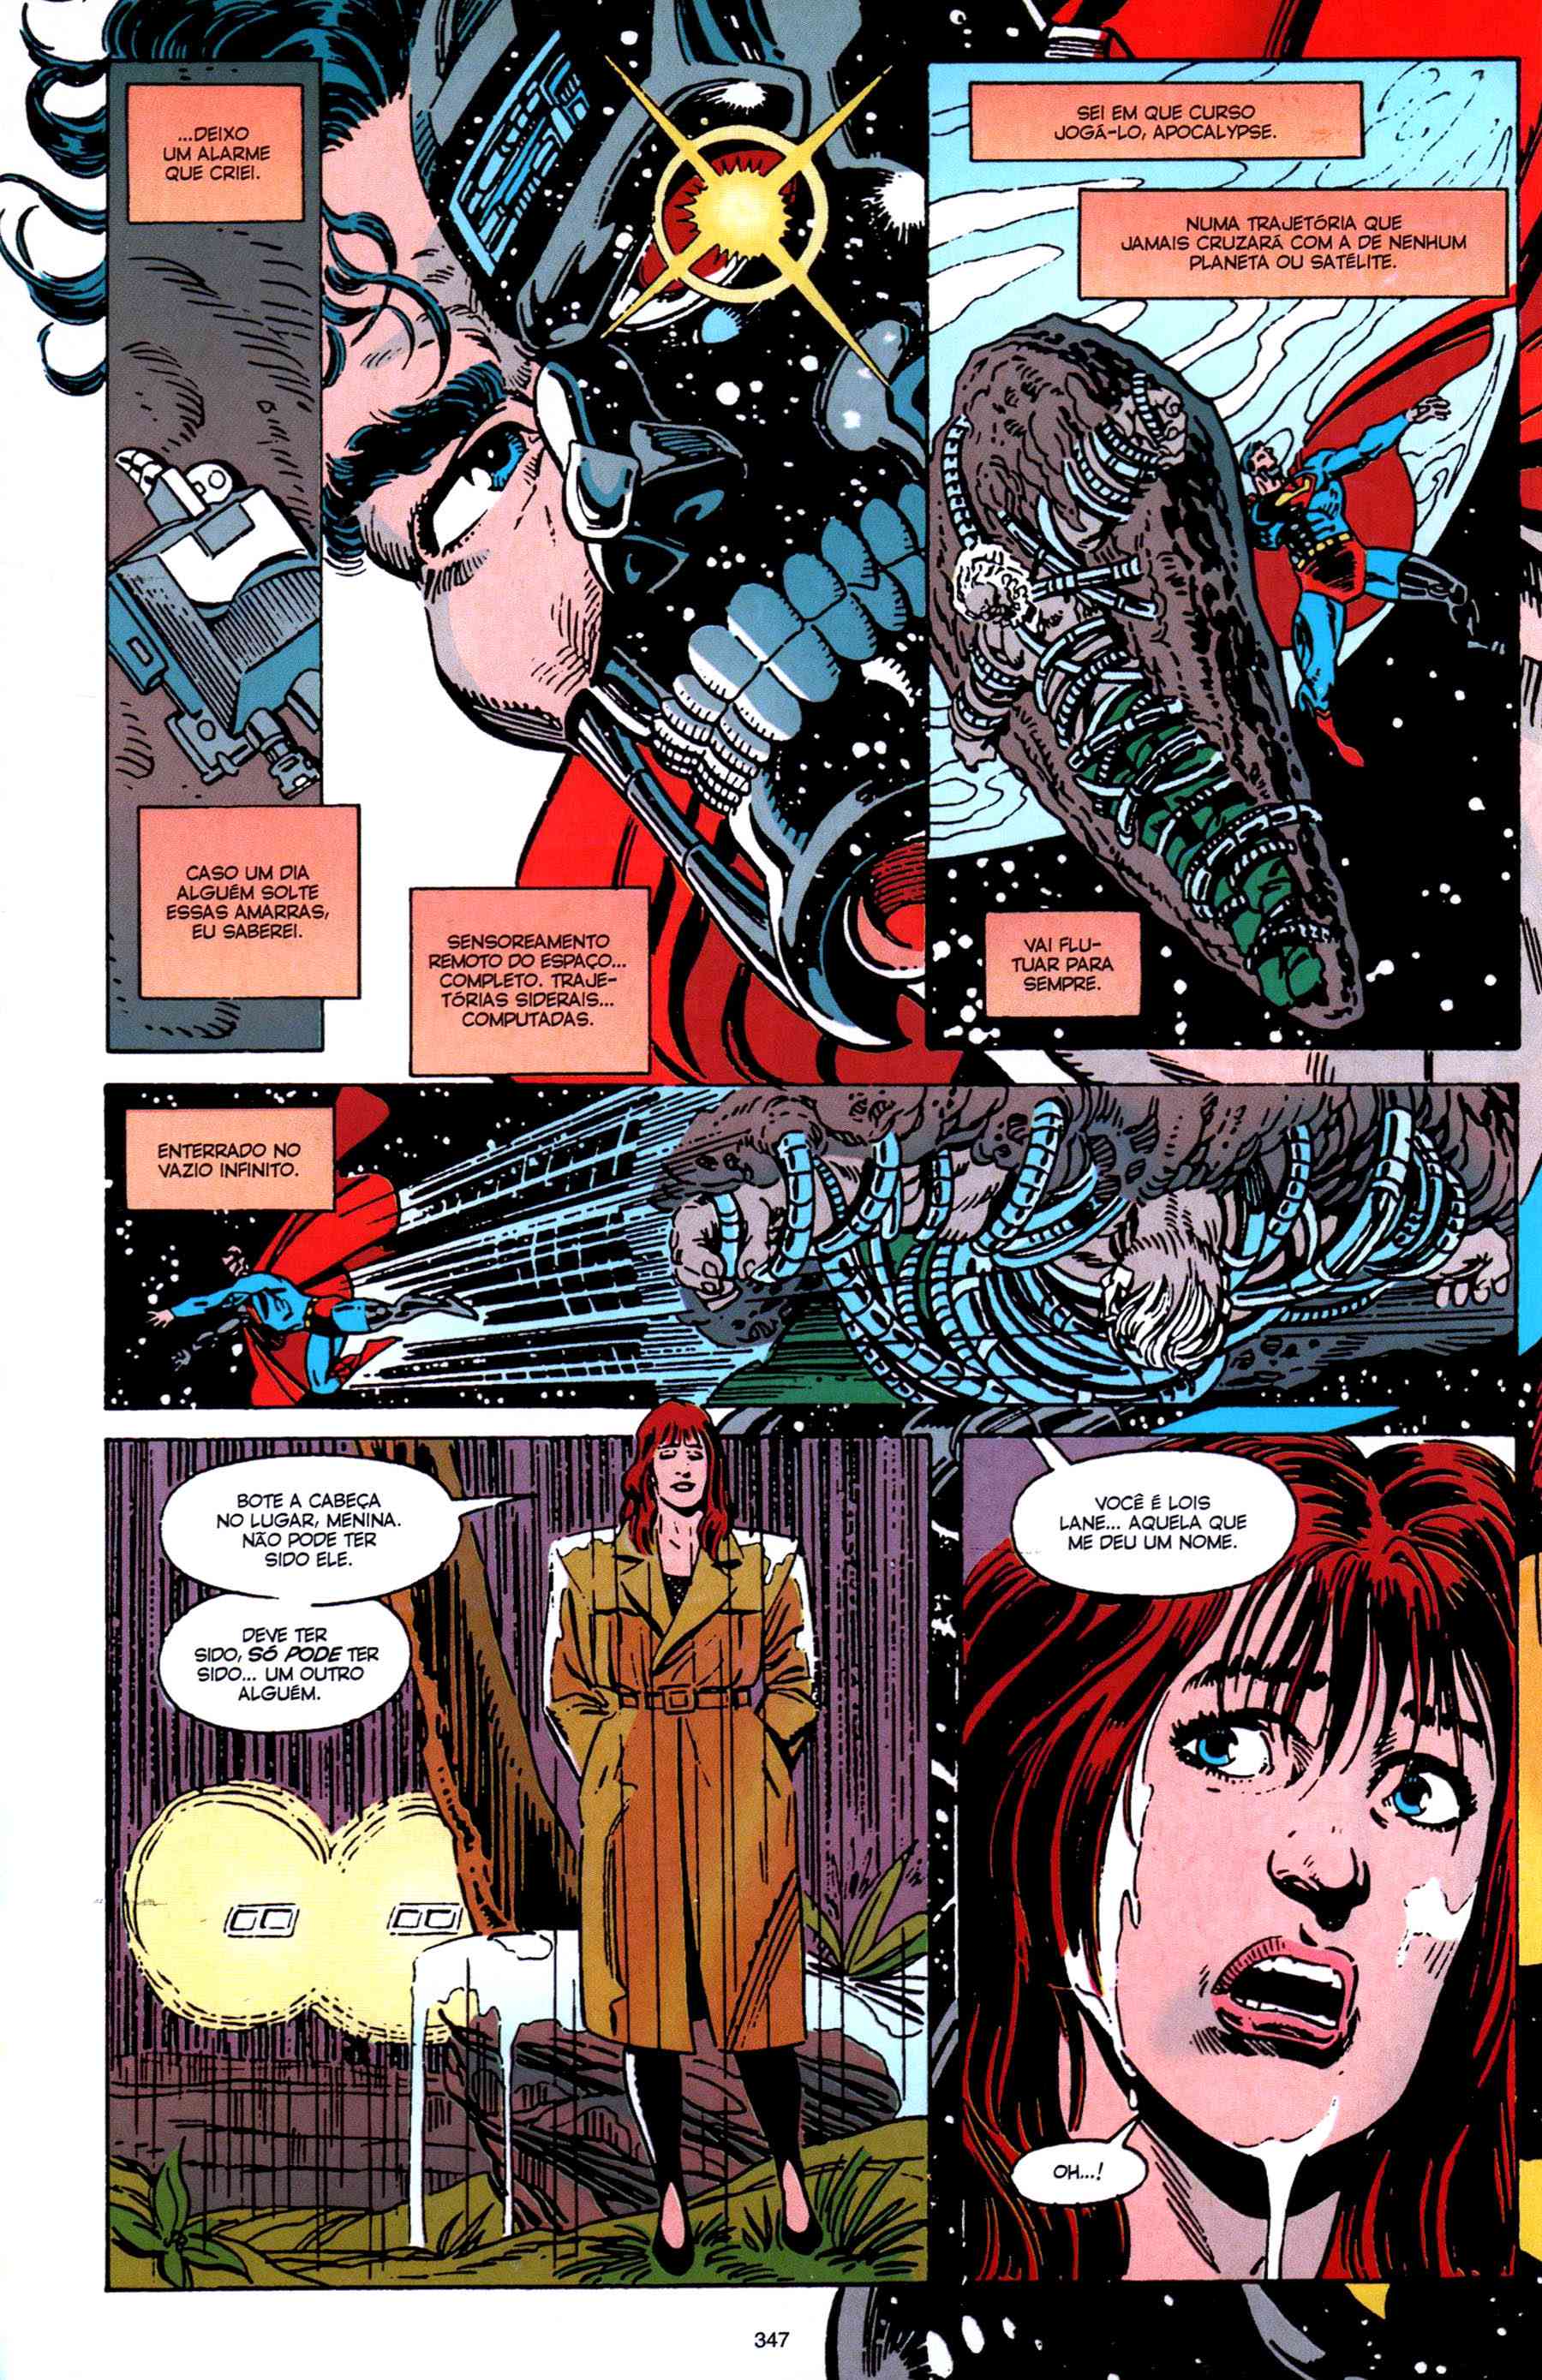 ...DEIXO
UM ALARME
QUE CRIEI.
CASO UM DIA
ALGUÉM SOLTE
ESSAS AMARRAS,
EU SABEREI.
SENSOREAMENTO
REMOTO DO ESPAÇO...
COMPLETO. TRAJE-
TÓRIAS SIDERAIS...
COMPUTADAS.
SEI EM QUE CURSO
JOGÁ-LO, APOCALYPSE.
NUMA TRAJETÓRIA QUE
JAMAIS CRUZARÁ COM A DE NENHUM
PLANETA OU SATÉLITE.
VAI FLU-
TUAR PARA
SEMPRE.
ENTERRADO NO
VAZIO INFINITO.
BOTE A CABEÇA
NO LUGAR, MENINA.
NÃO PODE TER
SIDO ELE.
DEVE TER
SIDO, SÓ PODE TER
SIDO... UM OUTRO
ALGUÉM.
VOCÊ É LOIS
LANE... AQUELA QUE
ME DEU UM NOME.
OH...!
347